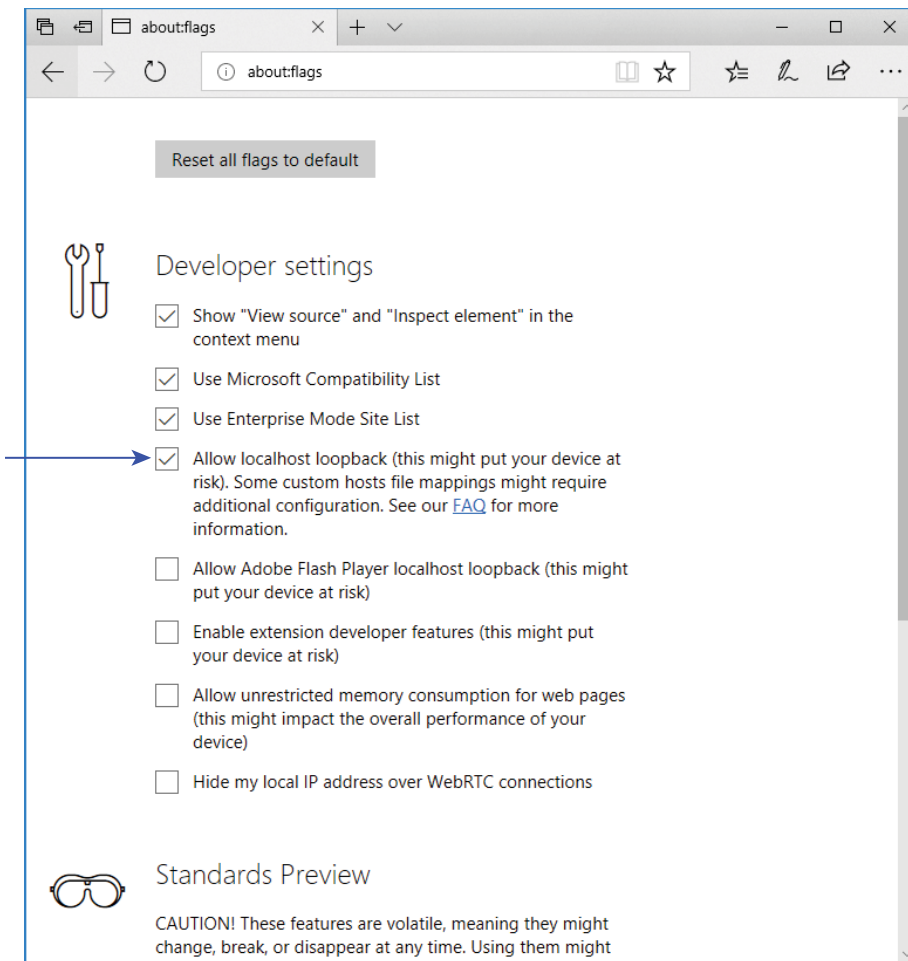 about:flags
about:flags
Reset all flags to default
Developer settings
Show "View source" and "Inspect element" in the
context menu
Use Microsoft Compatibility List
Use Enterprise Mode Site List
Allow localhost loopback (this might put your device at
risk). Some custom hosts file mappings might require
additional configuration. See our FAQ for more
information.
Allow Adobe Flash Player localhost loopback (this might
put your device at risk)
Enable extension developer features (this might put
your device at risk)
Allow unrestricted memory consumption for web pages
(this might impact the overall performance of your
device)
Hide my local IP address over WebRTC connections
Standards Preview
CAUTION! These features are volatile, meaning they might
change, break, or disappear at any time. Using them might